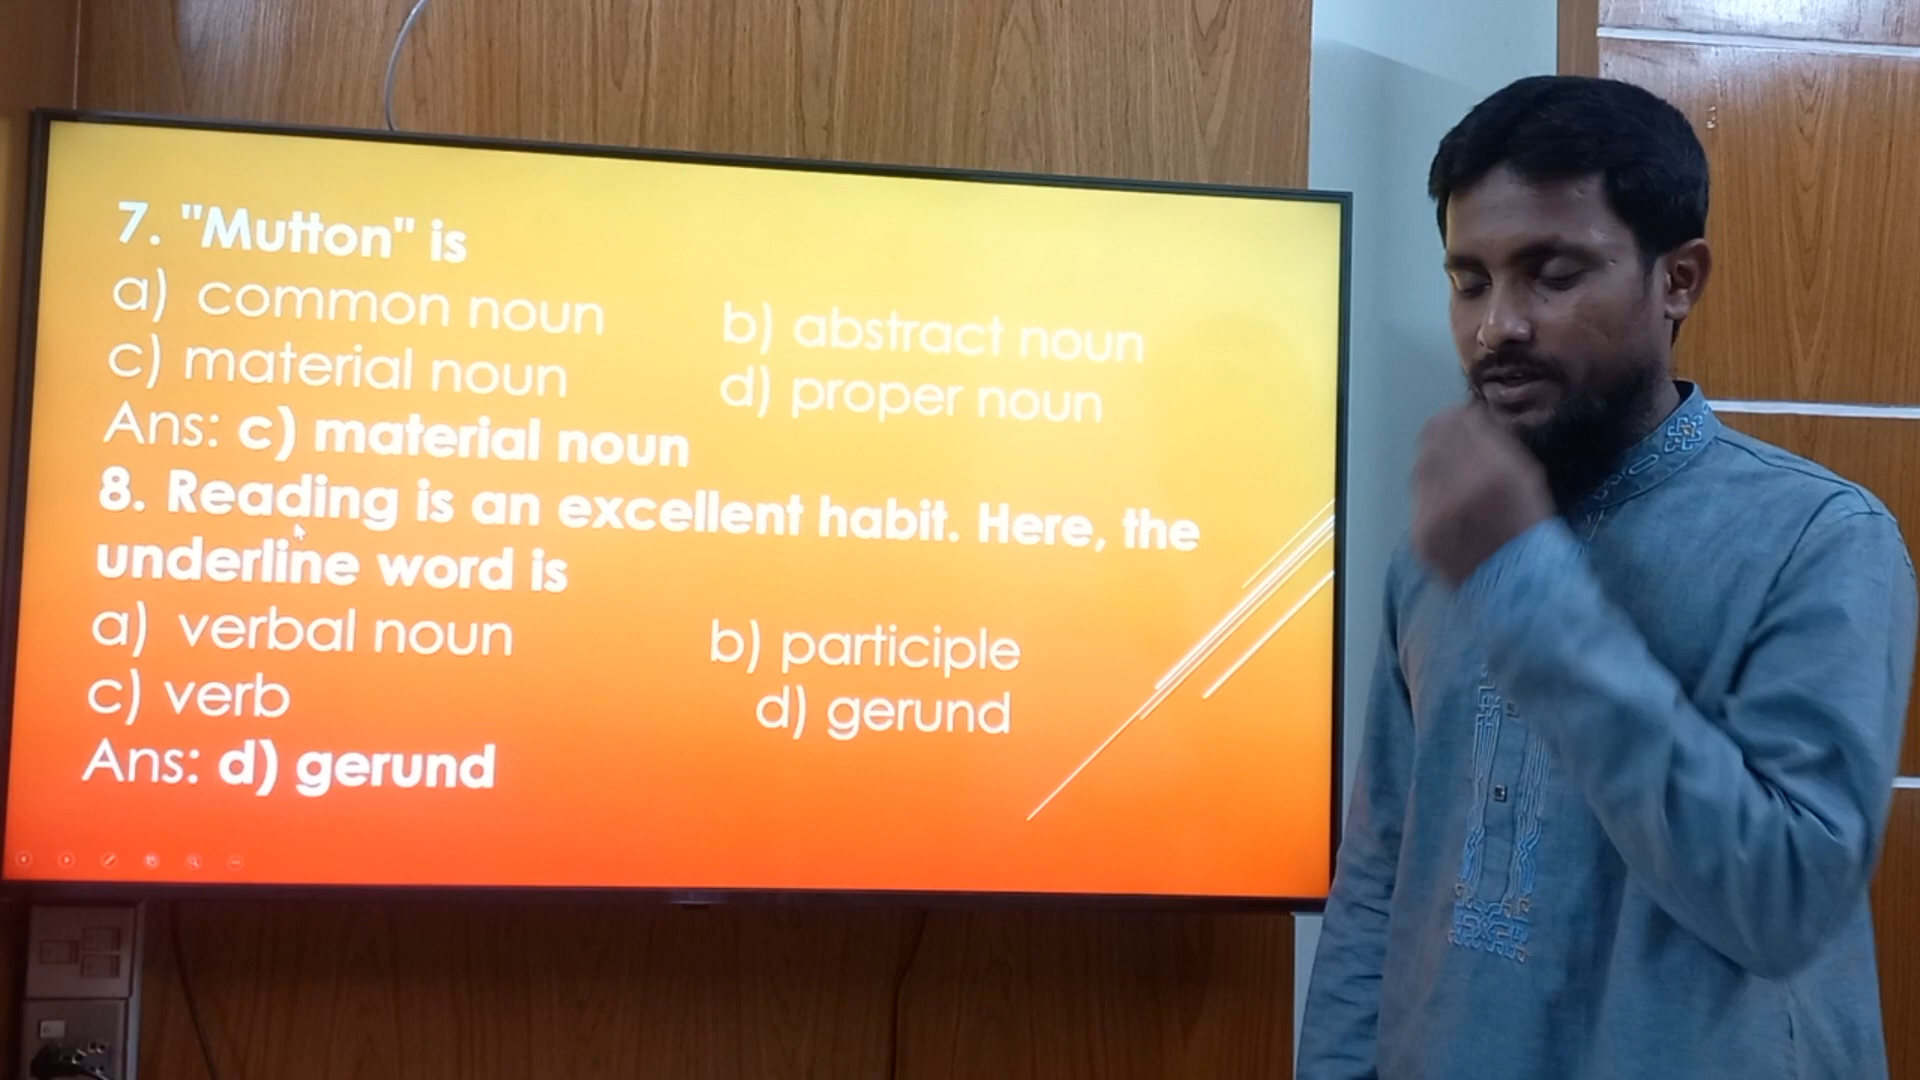 7. "Mutton" is
a) common noun b) abstract noun
c) material noun d) proper noun
Ans: c) material noun
8. Reading is an excellent habit. Here, the
underline word is
a) verbal noun b) participle
c) verb d) gerund
Ans: d) gerund